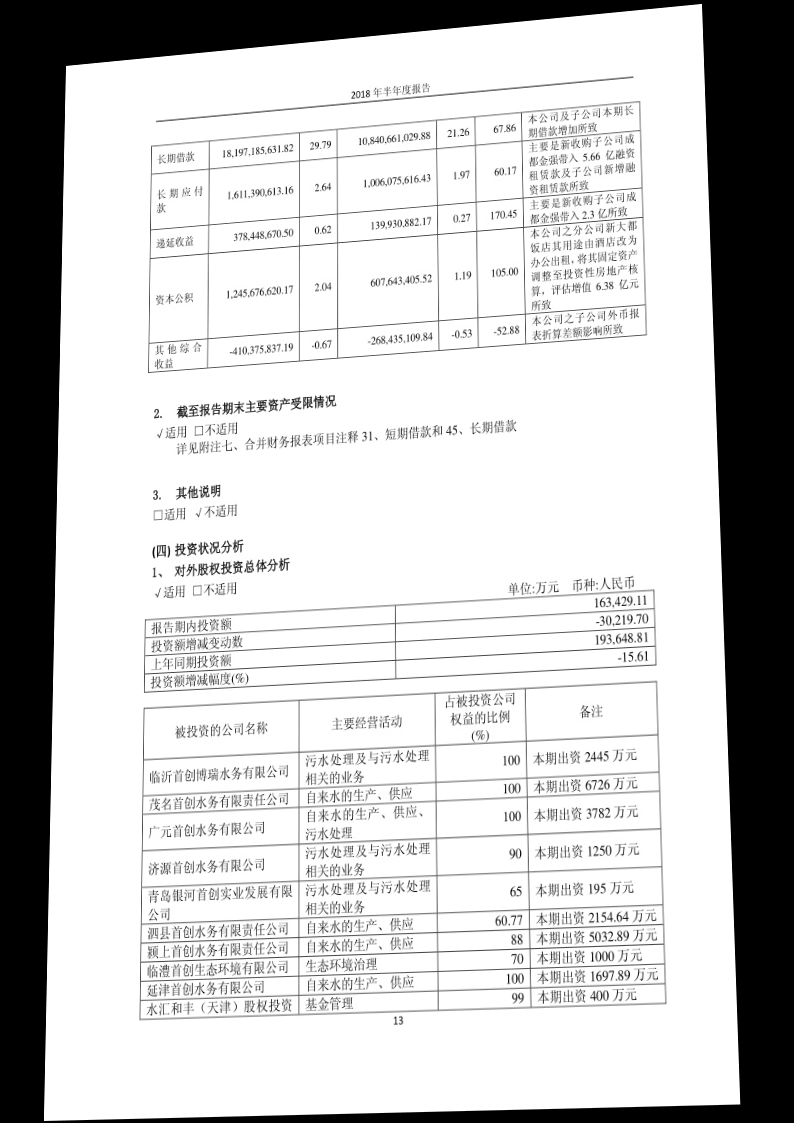 2018 年半年度报告
长期借款 18,197,185,631.82 29.79 10,840,661,029.88 21.26 67.86 本公司及子公司本期长
期借款增加所致
长期应付
款 1,611,390,613.16 2.64 1,006,075,616.43 1.97 60.17 主要是新收购子公司成
都金强带入 5.66 亿融资
租赁款及子公司新增融
资租赁款所致
递延收益 378,448,670.50 0.62 139,930,882.17 0.27 170.45 主要是新收购子公司成
都金强带入 2.3 亿所致
资本公积 1,245,676,620.17 2.04 607,643,405.52 1.19 105.00 本公司之分公司新大都
饭店其用途由酒店改为
办公出租，将其固定资产
调整至投资性房地产核
算，评估增值 6.38 亿元
所致
其他综合
收益 -410,375,837.19 -0.67 -268,435,109.84 -0.53 -52.88 本公司之子公司外币报
表折算差额影响所致
2. 截至报告期末主要资产受限情况
√适用 □不适用
详见附注七、合并财务报表项目注释 31、短期借款和 45、长期借款
3. 其他说明
□适用 √不适用
(四) 投资状况分析
1、 对外股权投资总体分析
√适用 □不适用
单位:万元 币种:人民币
报告期内投资额 163,429.11
投资额增减变动数 -30,219.70
上年同期投资额 193,648.81
投资额增减幅度(%) -15.61
被投资的公司名称 主要经营活动 占被投资公司
权益的比例
(%) 备注
临沂首创博瑞水务有限公司 污水处理及与污水处理
相关的业务 100 本期出资 2445 万元
茂名首创水务有限责任公司 自来水的生产、供应 100 本期出资 6726 万元
广元首创水务有限公司 自来水的生产、供应、
污水处理 100 本期出资 3782 万元
济源首创水务有限公司 污水处理及与污水处理
相关的业务 90 本期出资 1250 万元
青岛银河首创实业发展有限
公司 污水处理及与污水处理
相关的业务 65 本期出资 195 万元
泗县首创水务有限责任公司 自来水的生产、供应 60.77 本期出资 2154.64 万元
颍上首创水务有限责任公司 自来水的生产、供应 88 本期出资 5032.89 万元
临澧首创生态环境有限公司 生态环境治理 70 本期出资 1000 万元
延津首创水务有限公司 自来水的生产、供应 100 本期出资 1697.89 万元
水汇和丰（天津）股权投资 基金管理 99 本期出资 400 万元
13